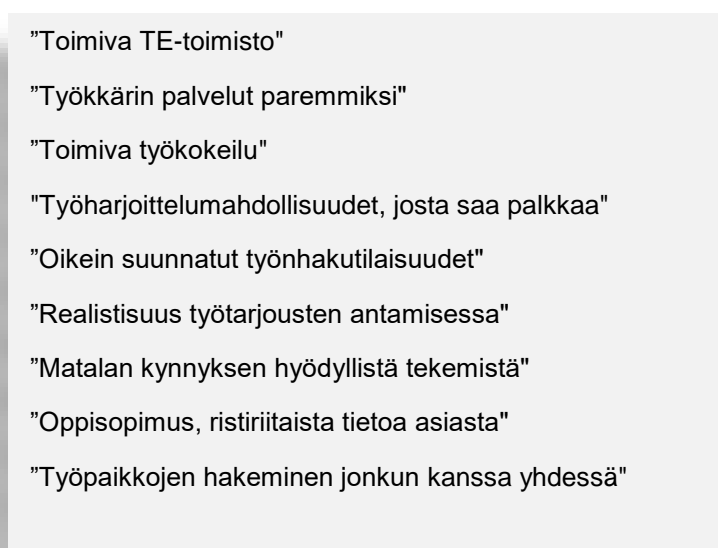 ”Toimiva TE-toimisto"
”Työkkärin palvelut paremmiksi"
”Toimiva työkokeilu"
"Työharjoittelumahdollisuudet, josta saa palkkaa"
”Oikein suunnatut työnhakutilaisuudet"
”Realistisuus työtarjousten antamisessa"
”Matalan kynnyksen hyödyllistä tekemistä"
”Oppisopimus, ristiriitaista tietoa asiasta"
”Työpaikkojen hakeminen jonkun kanssa yhdessä"